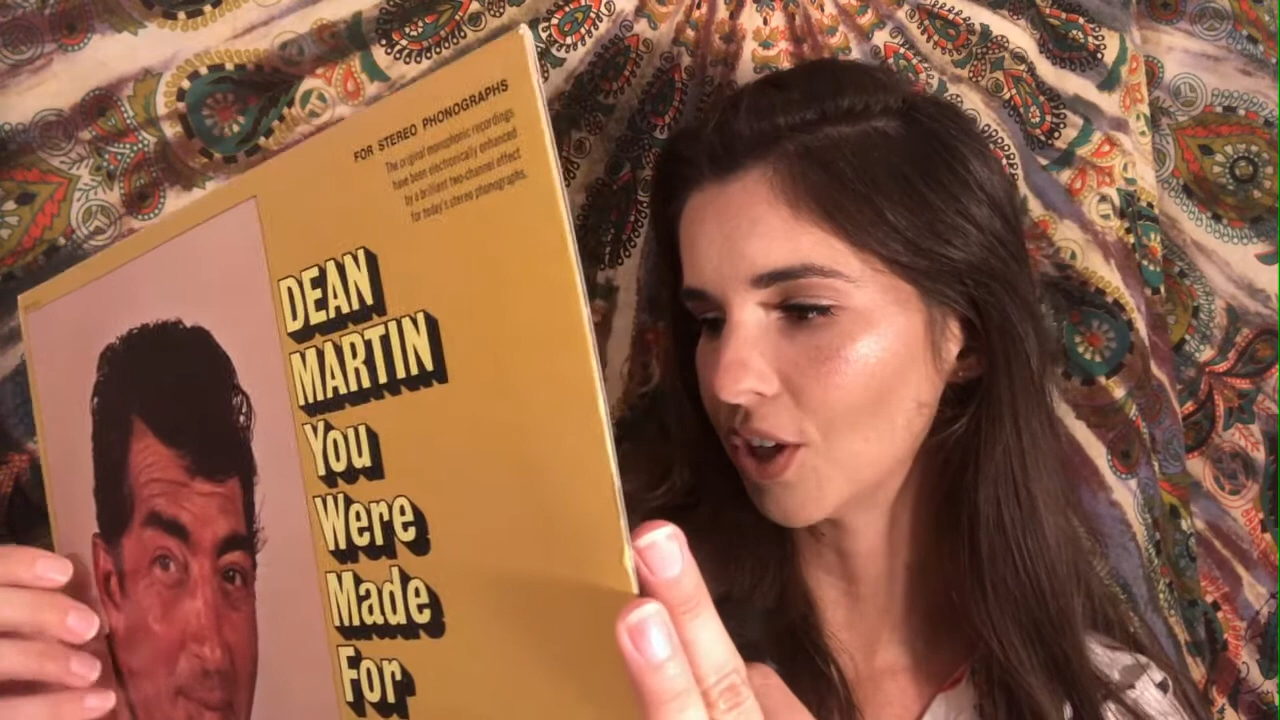 FOR STEREO PHONOGRAPHS
The original monophonic recordings
have been electronically enhanced
by a brilliant two-channel effect
for today's stereo phonographs.
DEAN
MARTIN
You
Were
Made
For